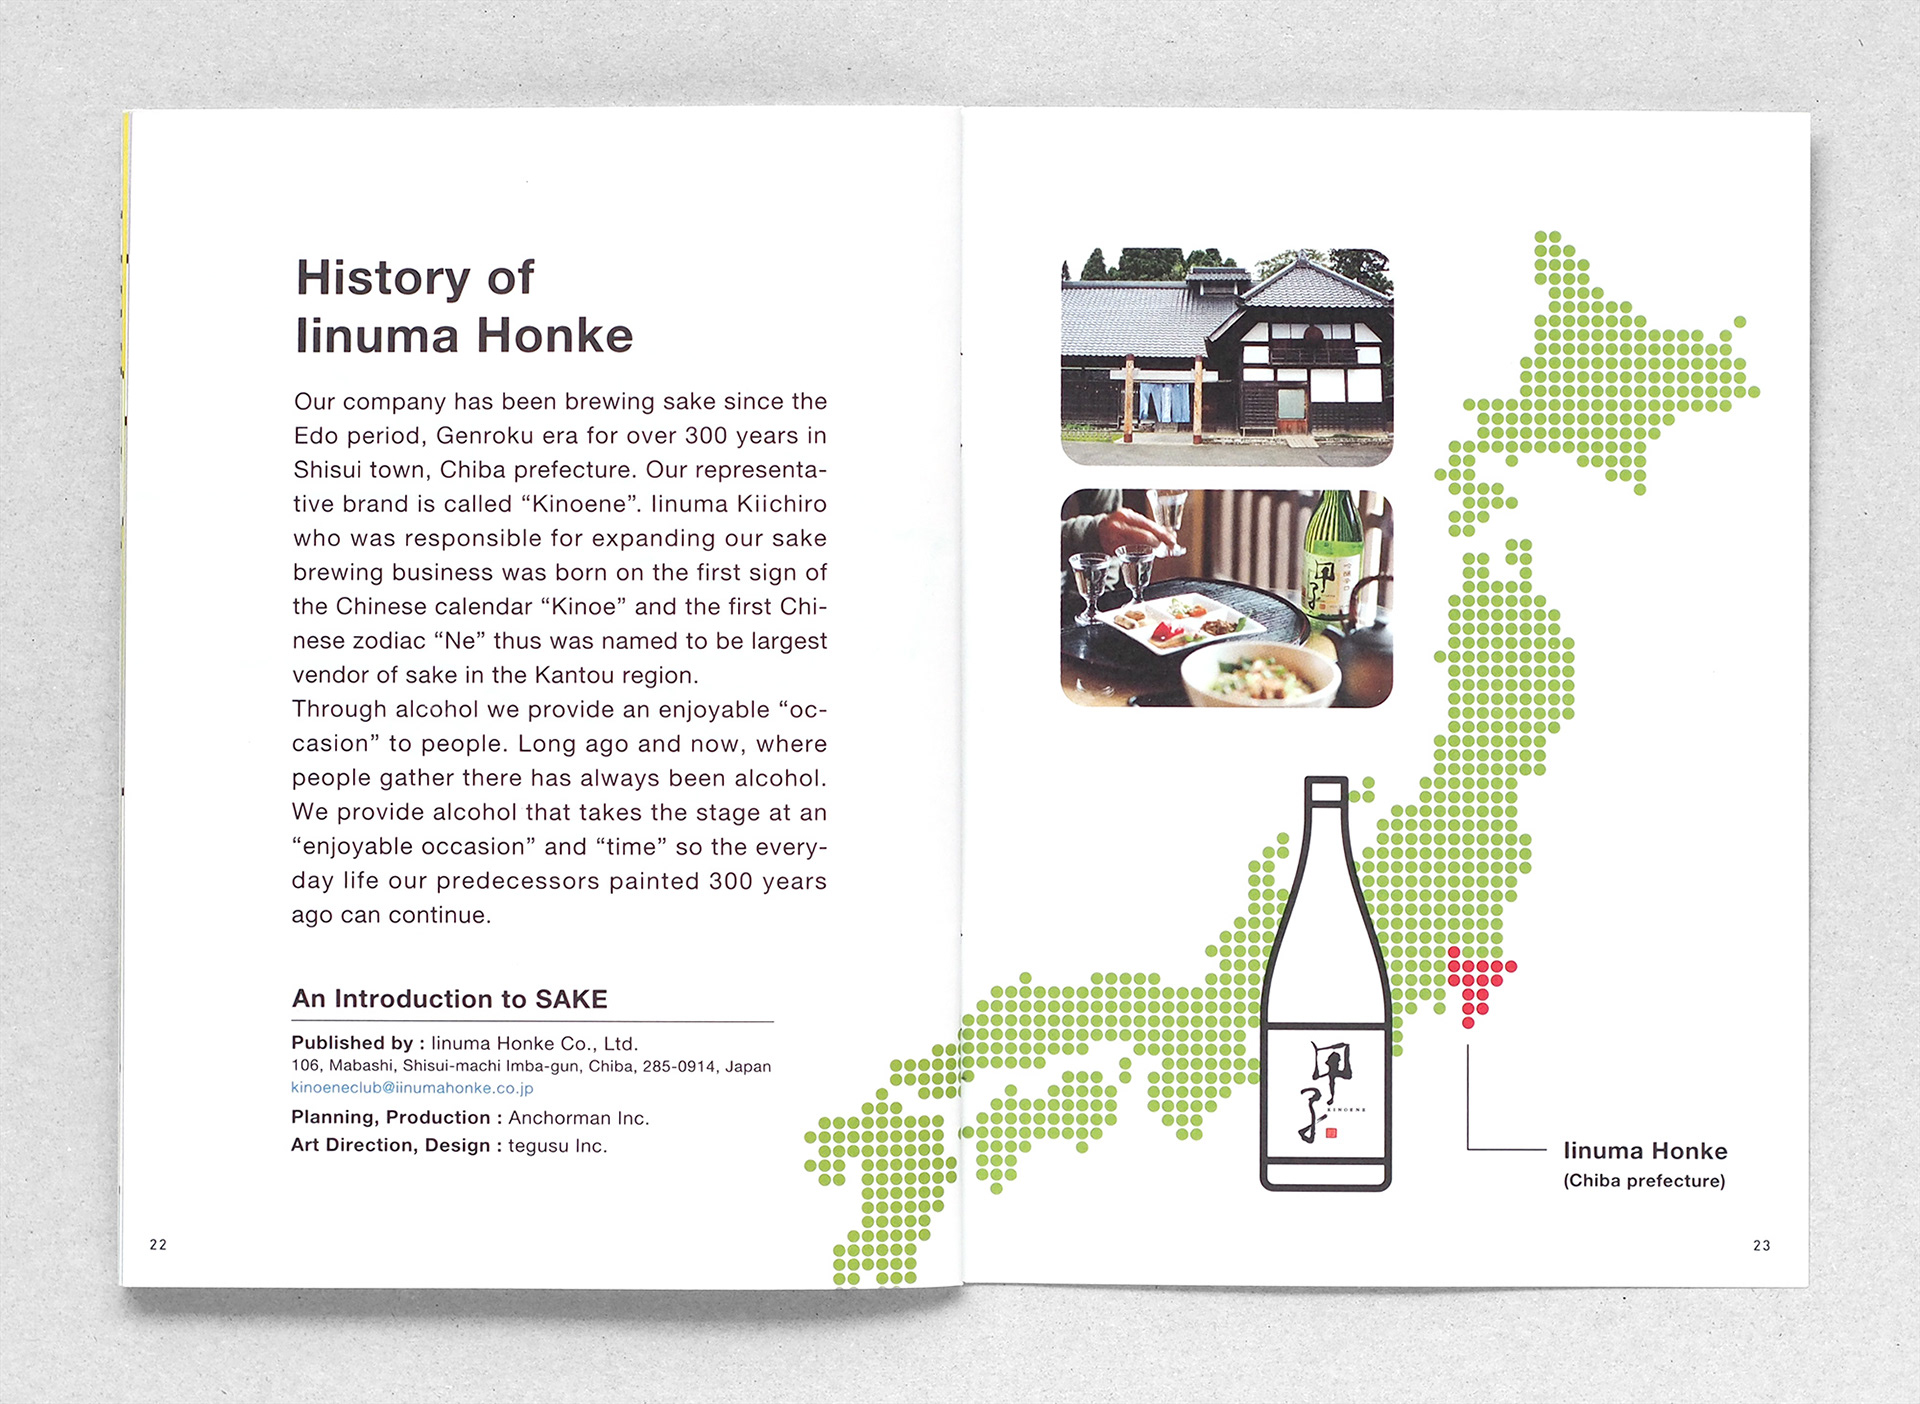 History of
Iinuma Honke
Our company has been brewing sake since the
Edo period, Genroku era for over 300 years in
Shisui town, Chiba prefecture. Our representa-
tive brand is called “Kinoene”. Iinuma Kiichiro
who was responsible for expanding our sake
brewing business was born on the first sign of
the Chinese calendar “Kinoe” and the first Chi-
nese zodiac “Ne” thus was named to be largest
vendor of sake in the Kantou region.
Through alcohol we provide an enjoyable “oc-
casion” to people. Long ago and now, where
people gather there has always been alcohol.
We provide alcohol that takes the stage at an
“enjoyable occasion” and “time” so the every-
day life our predecessors painted 300 years
ago can continue.
An Introduction to SAKE
Published by : Iinuma Honke Co., Ltd.
106, Mabashi, Shisui-machi Imba-gun, Chiba, 285-0914, Japan
kinoeneclub@iinumahonke.co.jp
Planning, Production : Anchorman Inc.
Art Direction, Design : tegusu Inc.
22
甲子
甲子
KINOENE
Iinuma Honke
(Chiba prefecture)
23